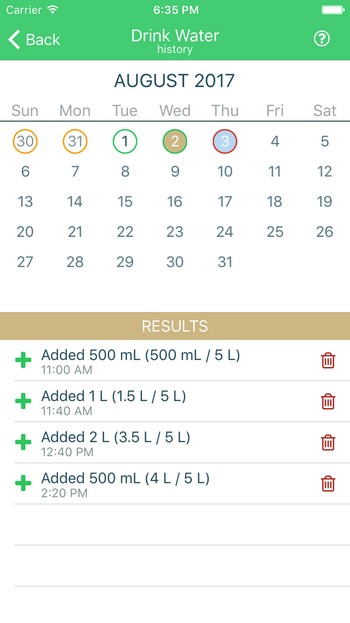 Carrier 6:35 PM
Back Drink Water ?
history
AUGUST 2017
Sun Mon Tue Wed Thu Fri Sat
30 31 1 2 3 4 5
6 7 8 9 10 11 12
13 14 15 16 17 18 19
20 21 22 23 24 25 26
27 28 29 30 31
RESULTS
Added 500 mL (500 mL / 5 L)
11:00 AM
Added 1 L (1.5 L / 5 L)
11:40 AM
Added 2 L (3.5 L / 5 L)
12:40 PM
Added 500 mL (4 L / 5 L)
2:20 PM